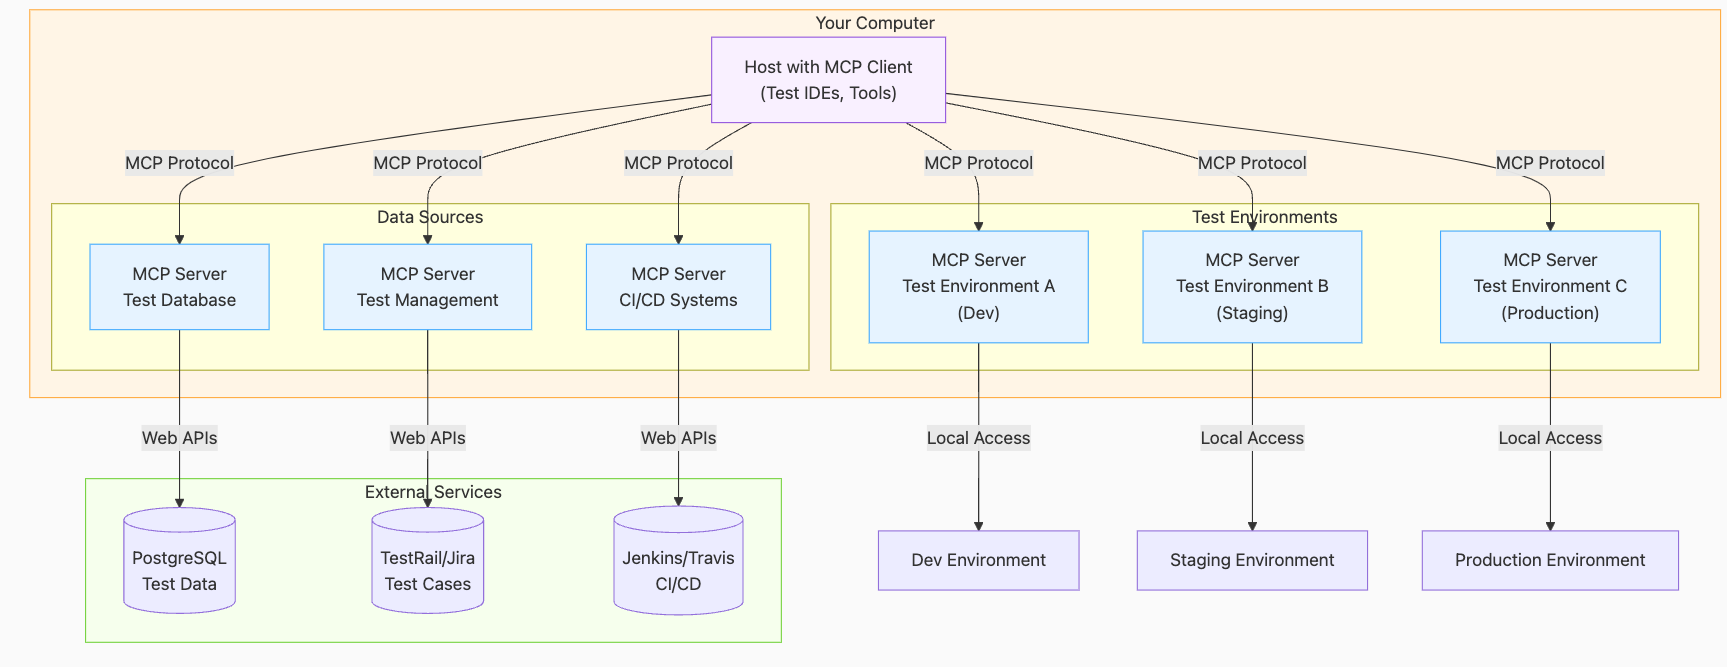 Your Computer
Host with MCP Client
(Test IDEs, Tools)
MCP Protocol
MCP Protocol
MCP Protocol
MCP Protocol
MCP Protocol
MCP Protocol
Data Sources
Test Environments
MCP Server
Test Database
MCP Server
Test Management
MCP Server
CI/CD Systems
MCP Server
Test Environment A
(Dev)
MCP Server
Test Environment B
(Staging)
MCP Server
Test Environment C
(Production)
Web APIs
Web APIs
Web APIs
Local Access
Local Access
Local Access
External Services
PostgreSQL
Test Data
TestRail/Jira
Test Cases
Jenkins/Travis
CI/CD
Dev Environment
Staging Environment
Production Environment